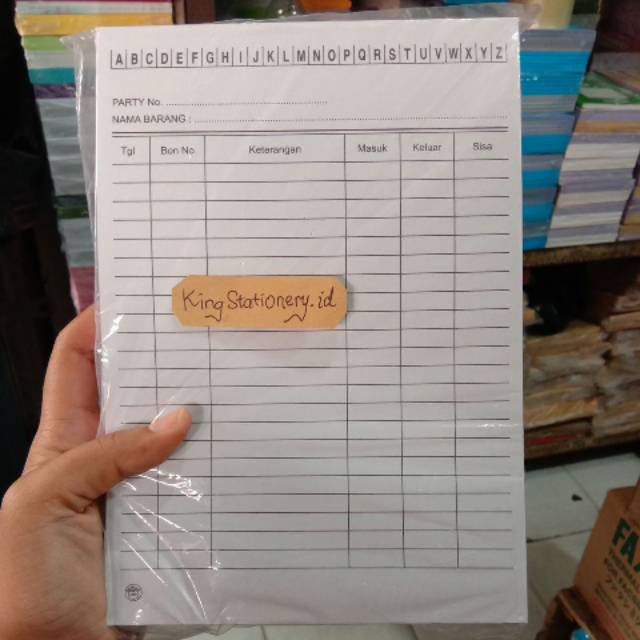 A B C D E F G H I J K L M N O P Q R S T U V W X Y Z
PARTY No.
NAMA BARANG :
Tgl Bon No. Keterangan Masuk Keluar Sisa
KingStationery.id